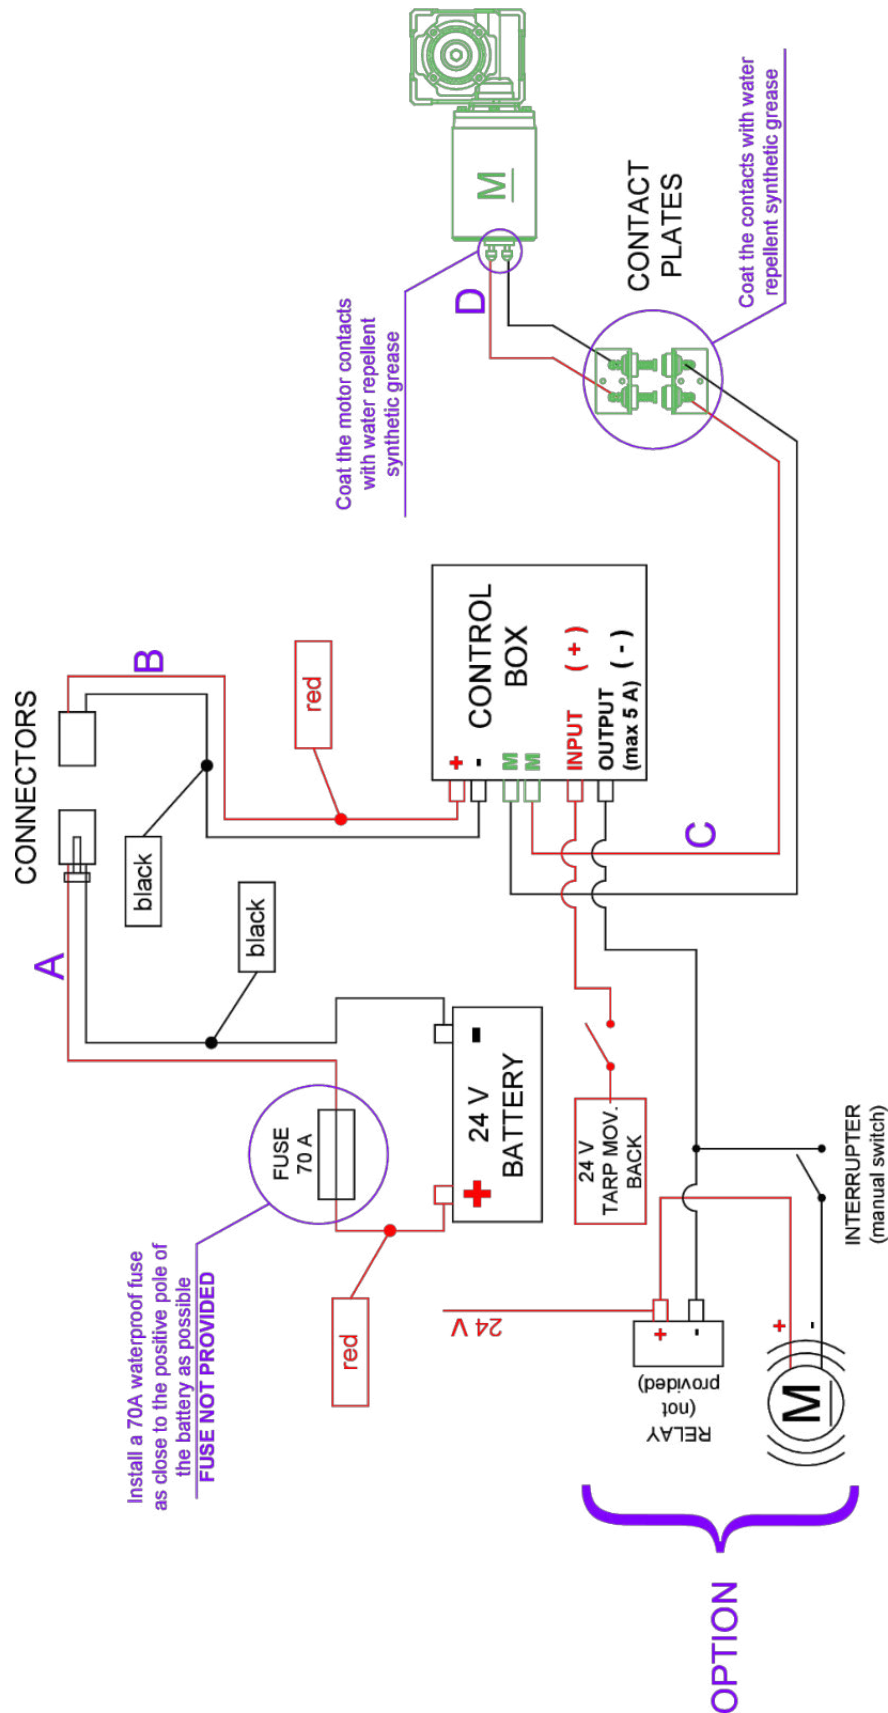 Install a 70A waterproof fuse
as close to the positive pole of
the battery as possible
FUSE NOT PROVIDED
FUSE
70 A
red
A
black
CONNECTORS
black
B
red
+
24 V
BATTERY
-
+
-
CONTROL
BOX
M
M
INPUT (+)
OUTPUT (-)
(max 5 A)
C
Coat the motor contacts
with water repellent
synthetic grease
D
M
CONTACT
PLATES
Coat the contacts with water
repellent synthetic grease
24 V
TARP MOV.
BACK
24 V
+
-
RELAY
(not
provided)
+
-
M
INTERRUPTER
(manual switch)
OPTION